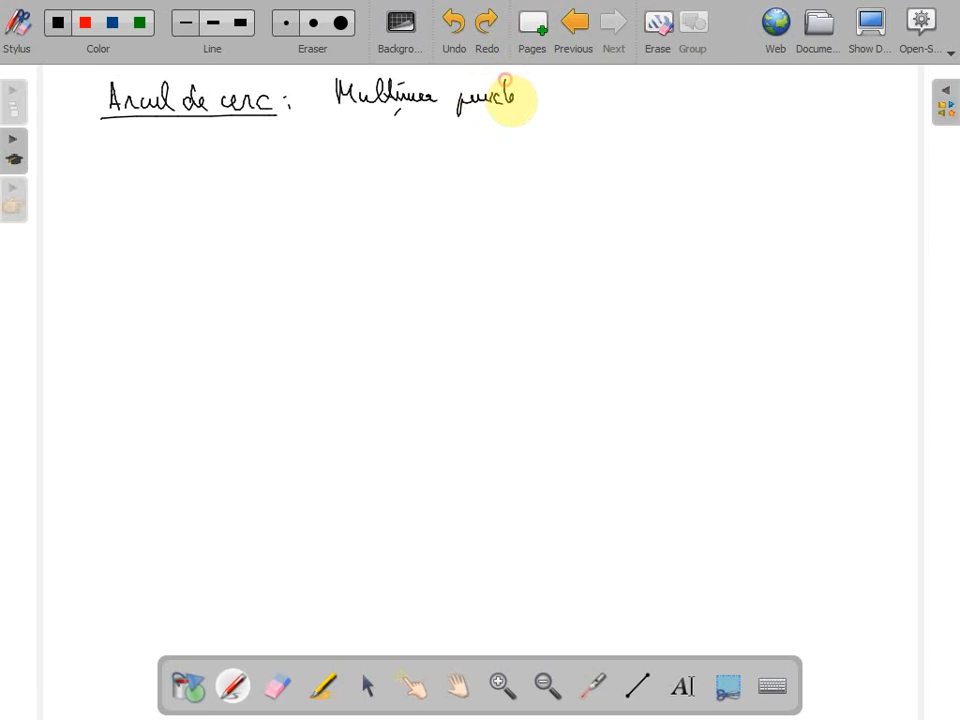 Stylus
Color
Line
Eraser
Backgro...
Undo
Redo
Pages
Previous
Next
Erase
Group
Web
Docume...
Show D...
Open-S...
Arcul de cerc : Mulțimea puncte